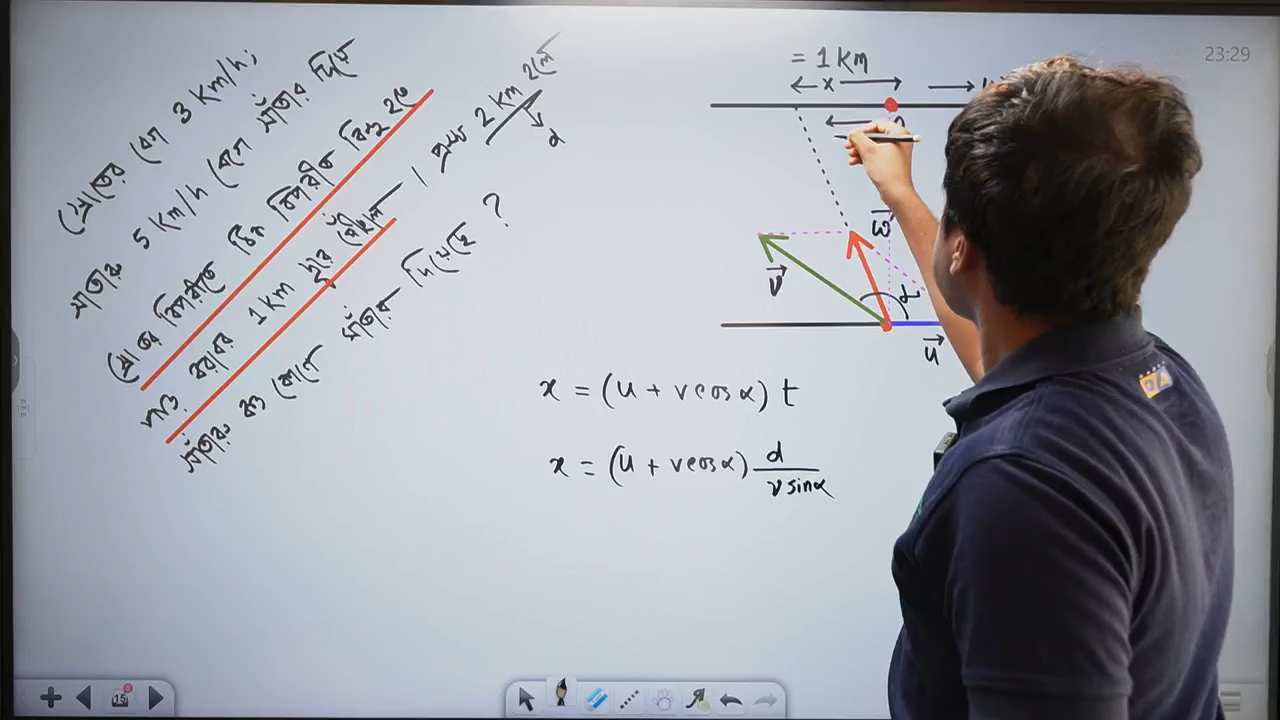 স্রোতের বেগ 3 Km/h;
সাতারু 5 Km/h বেগে সাঁতার দিয়ে
স্রোত বিপরীতে ঠিক বিপরীত বিন্দু হতে
বরাবর 1 Km দূরে পৌঁছাল । প্রস্থ 2 Km হলে
d
সাঁতারু কত কোণে সাঁতার দিয়েছে ?
= 1 Km
x
23:29
w
v
α
u
x = (u + v cos α) t
x = (u + v cos α) d / v sin α
15